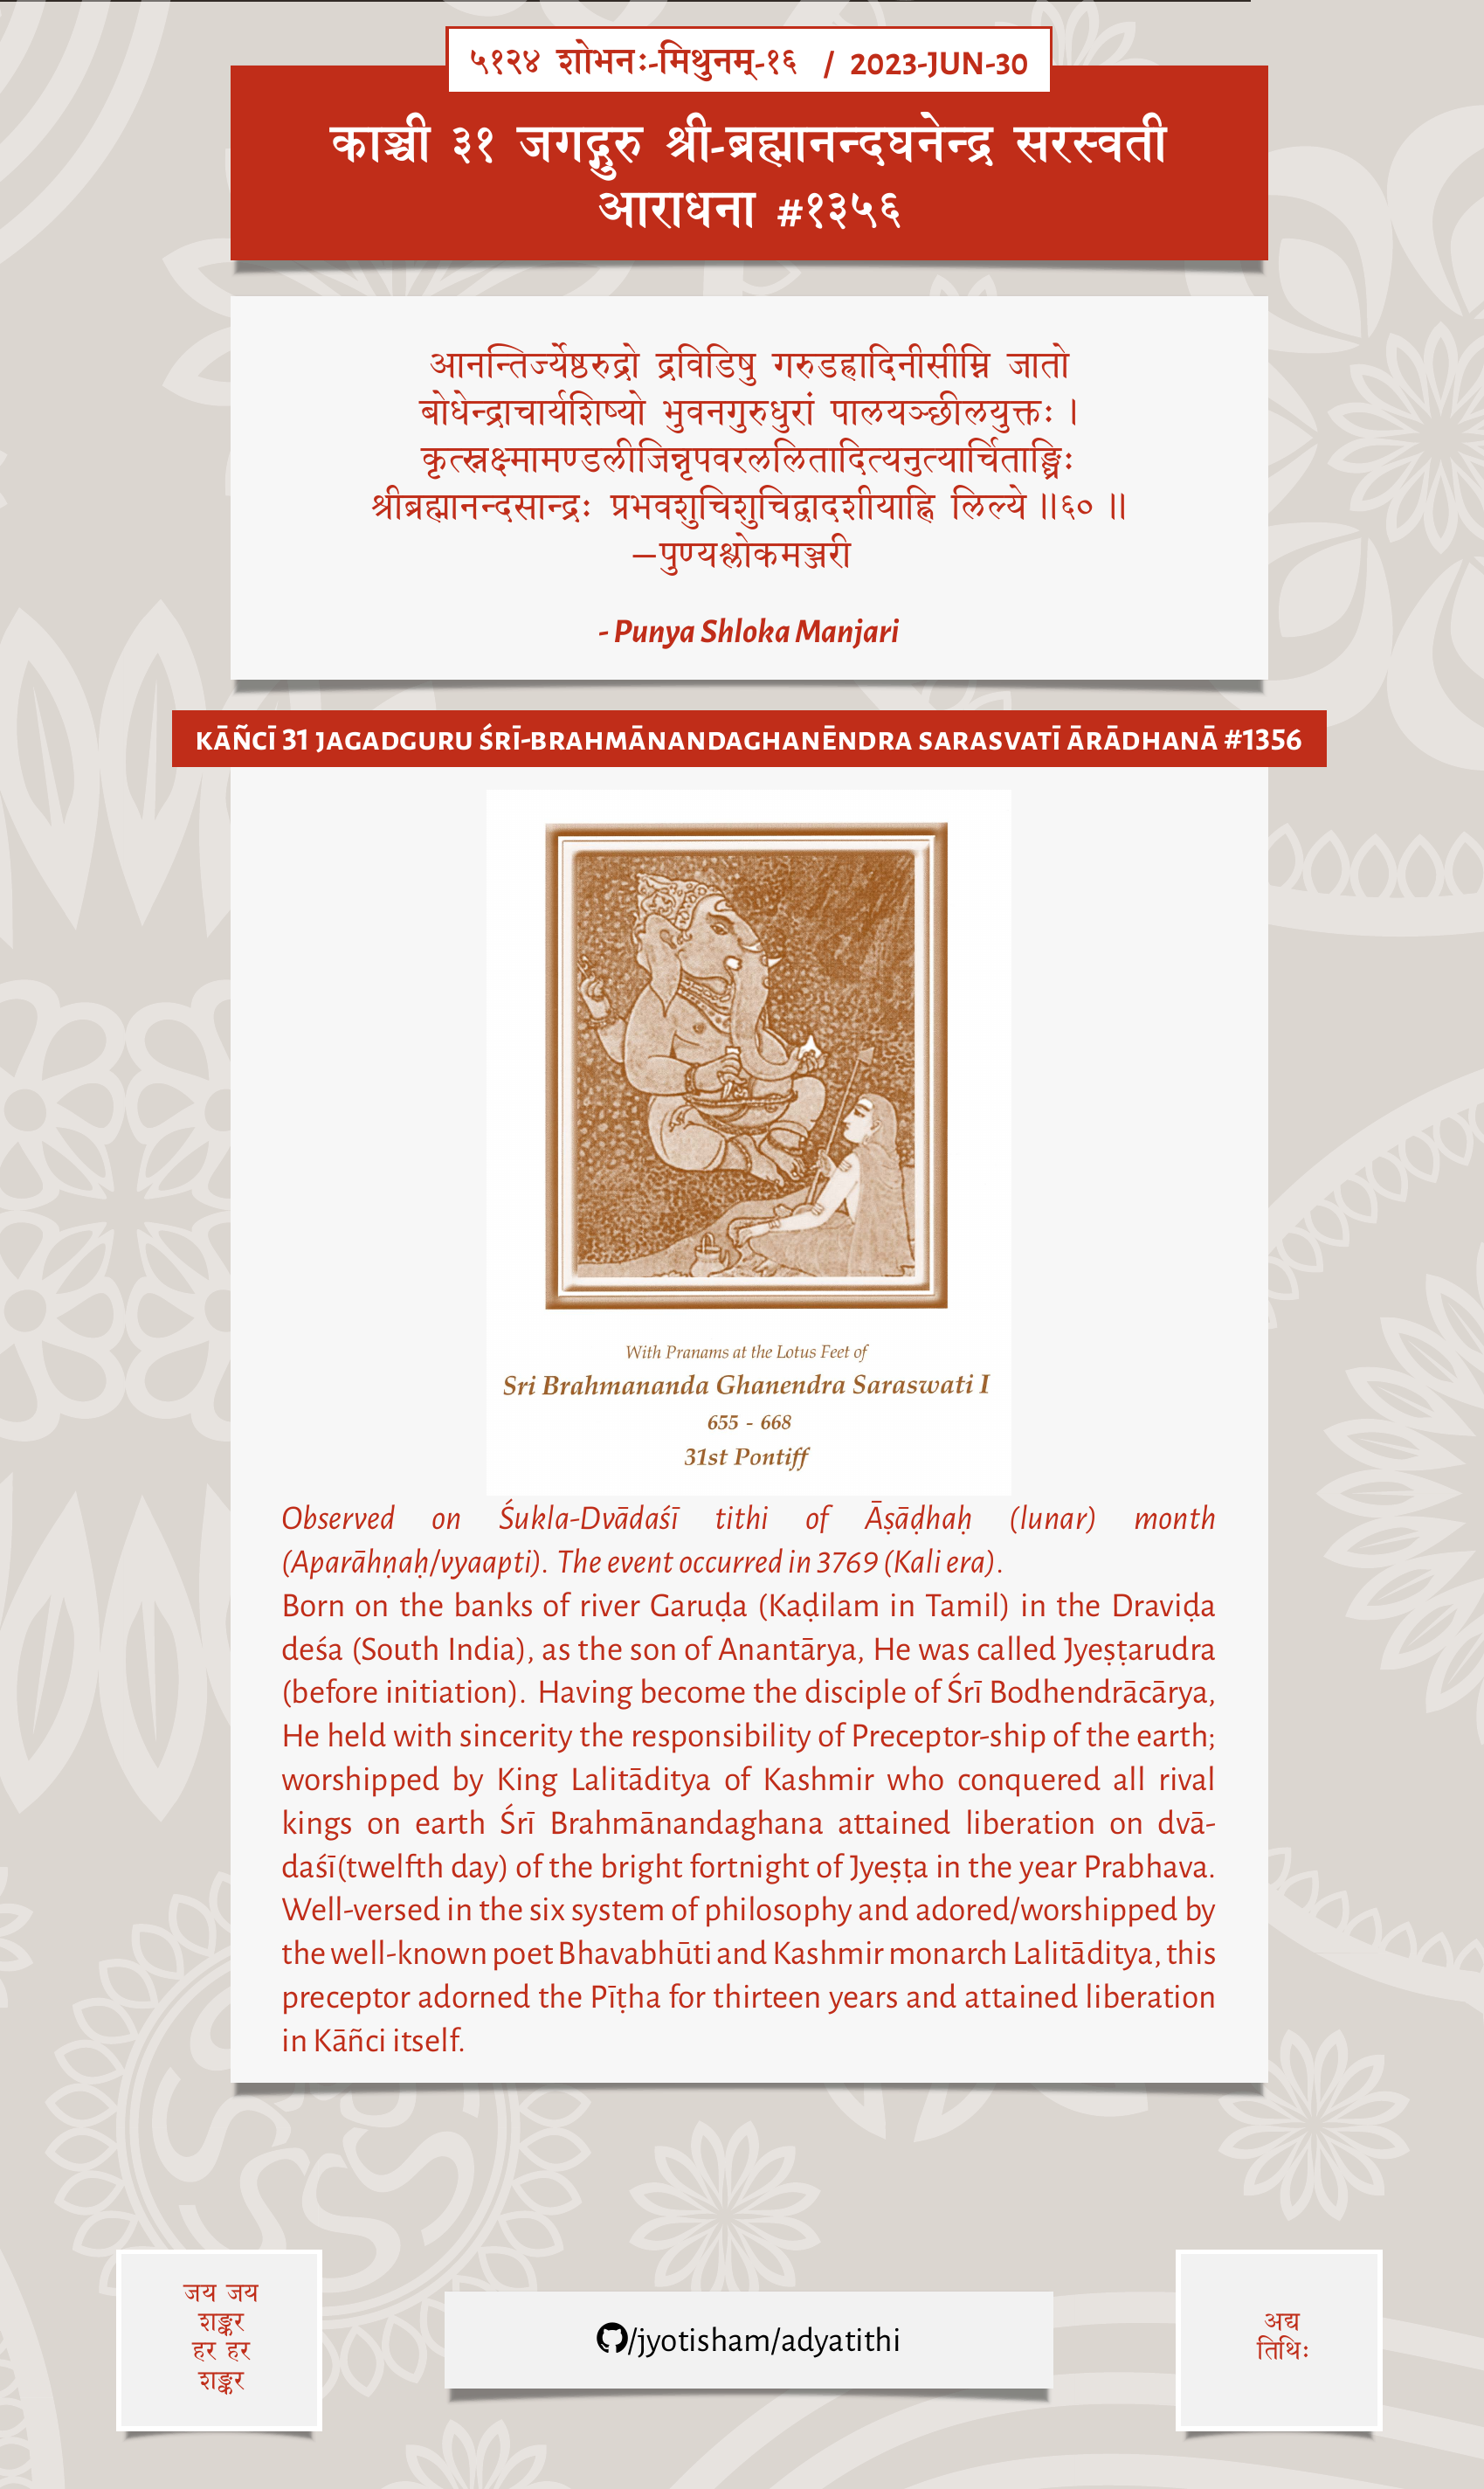 ५१२४ शोभनः-मिथुनम्-१६ / 2023-JUN-30
काञ्ची ३१ जगद्गुरु श्री-ब्रह्मानन्दघनेन्द्र सरस्वती
आराधना #१३५६
आनन्तिर्ज्येष्ठरुद्रो द्रविडिषु गरुडह्रादिनीसीम्नि जातो
बोधेन्द्राचार्यशिष्यो भुवनगुरुधुरां पालयञ्छीलयुक्तः ।
कृत्स्नक्ष्मामण्डलीजिन्नृपवरललितादित्यनुत्यार्चिताङ्घ्रिः
श्रीब्रह्मानन्दसान्द्रः प्रभवशुचिशुचिद्वादशीयाह्नि लिल्ये ॥६० ॥
—पुण्यश्लोकमञ्जरी
- Punya Shloka Manjari
KĀÑCĪ 31 JAGADGURU ŚRĪ-BRAHMĀNANDAGHANĒNDRA SARASVATĪ ĀRĀDHANĀ #1356
With Pranams at the Lotus Feet of
Sri Brahmananda Ghanendra Saraswati I
655 - 668
31st Pontiff
Observed on Śukla-Dvādaśī tithi of Āṣāḍhaḥ (lunar) month
(Aparāhṇaḥ/vyaapti). The event occurred in 3769 (Kali era).
Born on the banks of river Garuḍa (Kaḍilam in Tamil) in the Draviḍa
deśa (South India), as the son of Anantārya, He was called Jyeṣṭarudra
(before initiation). Having become the disciple of Śrī Bodhendrācārya,
He held with sincerity the responsibility of Preceptor-ship of the earth;
worshipped by King Lalitāditya of Kashmir who conquered all rival
kings on earth Śrī Brahmānandaghana attained liberation on dvā-
daśī(twelfth day) of the bright fortnight of Jyeṣṭa in the year Prabhava.
Well-versed in the six system of philosophy and adored/worshipped by
the well-known poet Bhavabhūti and Kashmir monarch Lalitāditya, this
preceptor adorned the Pīṭha for thirteen years and attained liberation
in Kāñci itself.
जय जय
शङ्कर
हर हर
शङ्कर
/jyotisham/adyatithi
अद्य
तिथिः